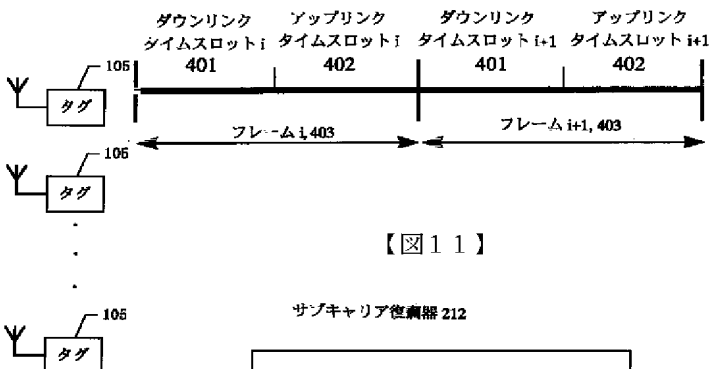 ダウンリンク アップリンク ダウンリンク アップリンク
タイムスロット i タイムスロット i タイムスロット i+1 タイムスロット i+1
401 402 401 402
105
タグ
フレーム i, 403 フレーム i+1, 403
105
タグ
【図11】
サブキャリア復調器 212
105
タグ